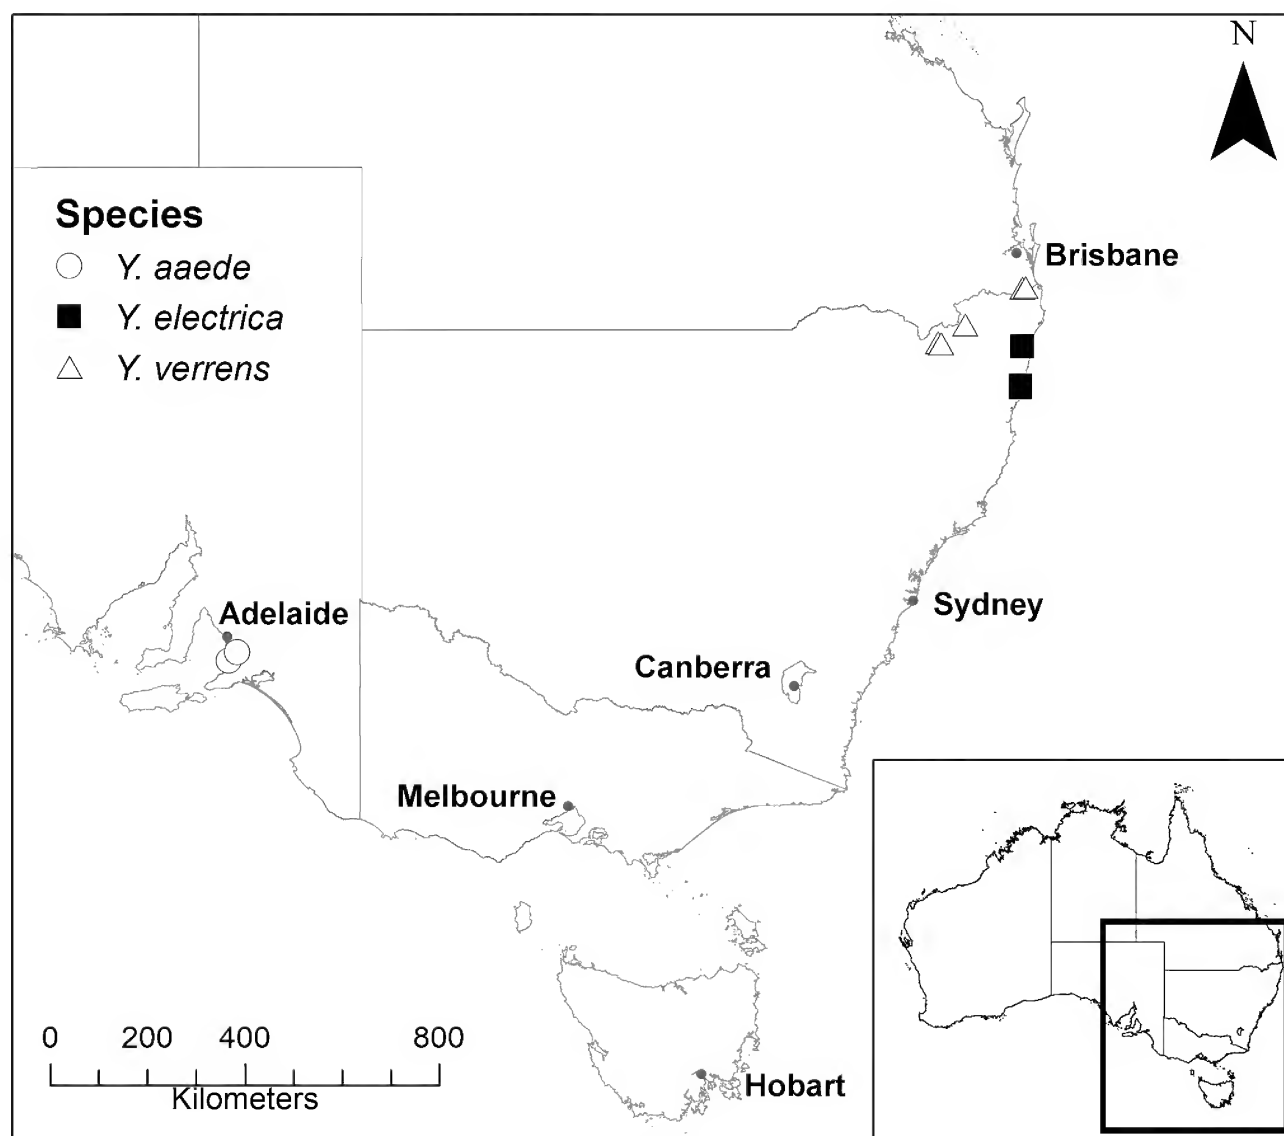 N
Species
Y. aaede
Y. electrica
Y. verrens
Brisbane
Adelaide
Sydney
Canberra
Melbourne
0 200 400 800
Kilometers
Hobart